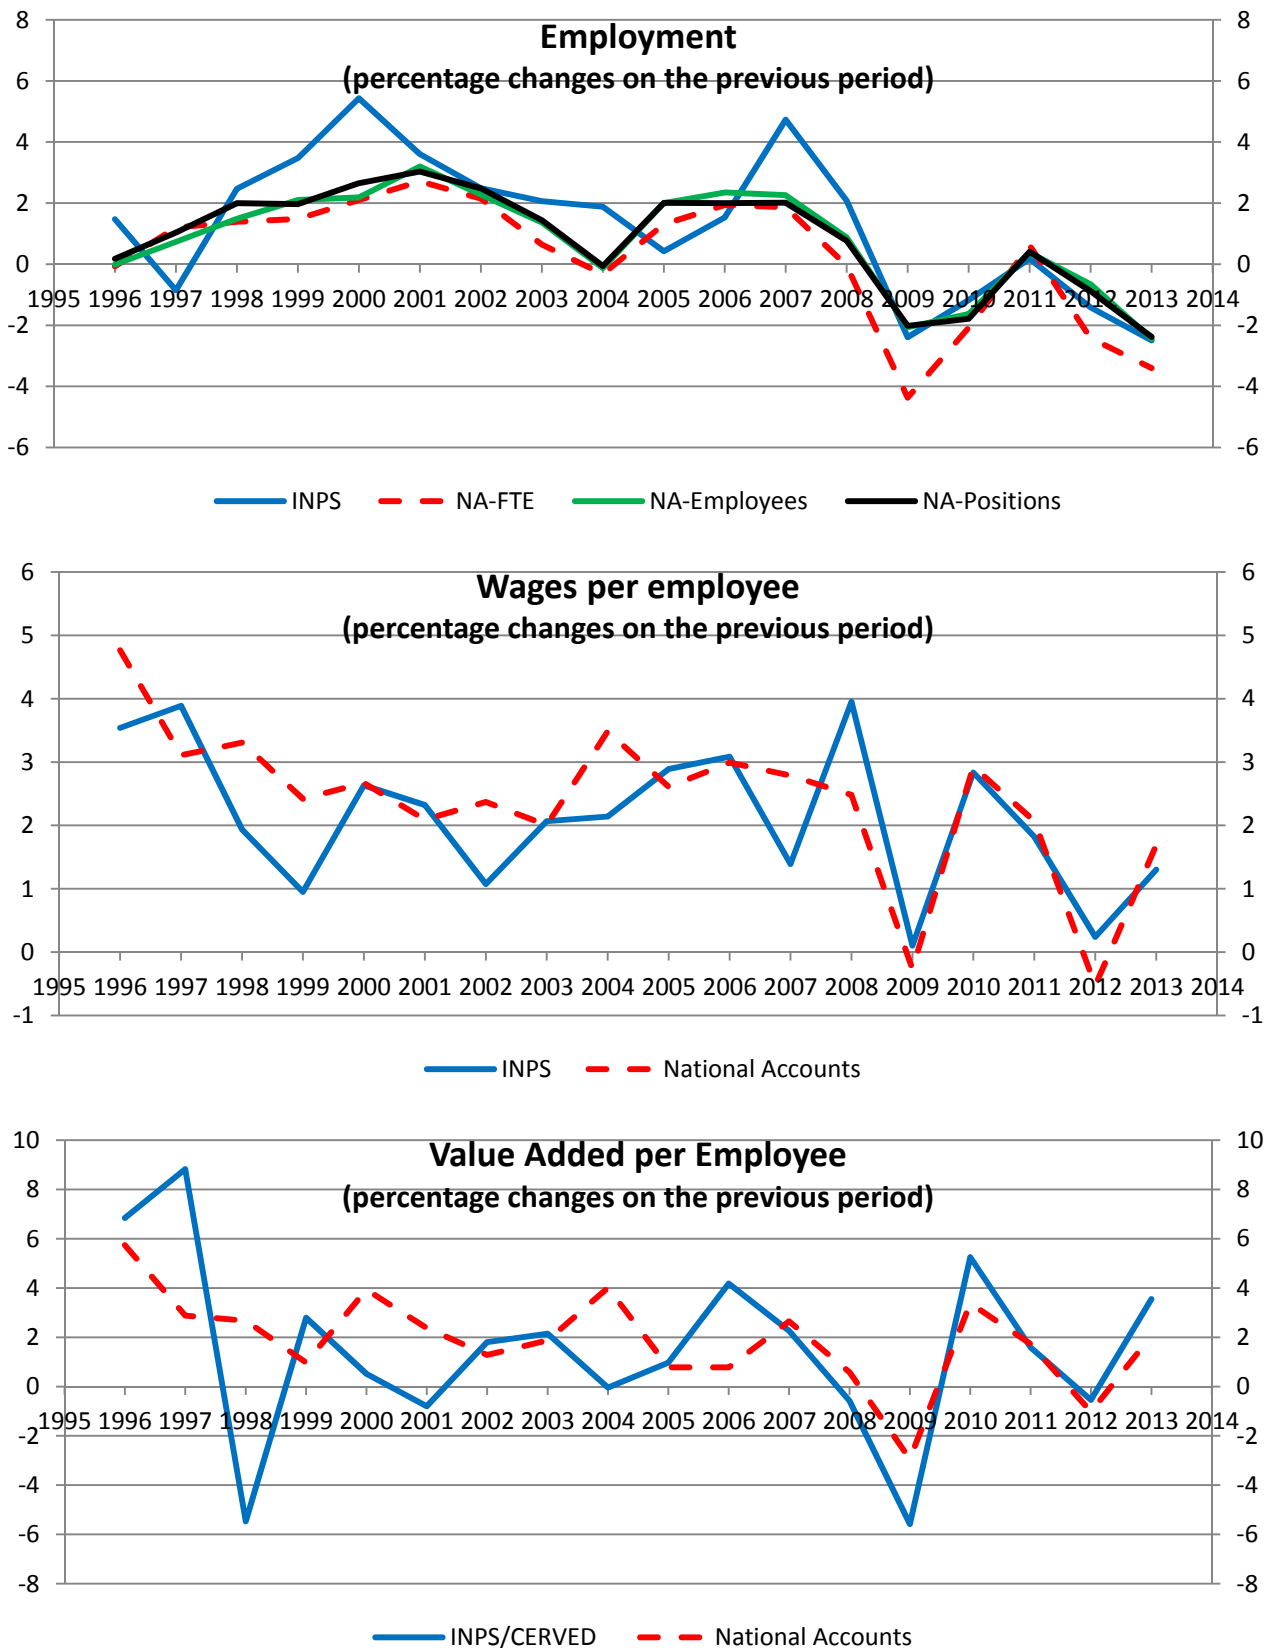 Employment
(percentage changes on the previous period)
8 8
6 6
4 4
2 2
0 0
1995 1996 1997 1998 1999 2000 2001 2002 2003 2004 2005 2006 2007 2008 2009 2010 2011 2012 2013 2014
-2 -2
-4 -4
-6 -6
INPS NA-FTE NA-Employees NA-Positions
Wages per employee
(percentage changes on the previous period)
6 6
5 5
4 4
3 3
2 2
1 1
0 0
1995 1996 1997 1998 1999 2000 2001 2002 2003 2004 2005 2006 2007 2008 2009 2010 2011 2012 2013 2014
-1 -1
INPS National Accounts
Value Added per Employee
(percentage changes on the previous period)
10 10
8 8
6 6
4 4
2 2
0 0
1995 1996 1997 1998 1999 2000 2001 2002 2003 2004 2005 2006 2007 2008 2009 2010 2011 2012 2013 2014
-2 -2
-4 -4
-6 -6
-8 -8
INPS/CERVED National Accounts